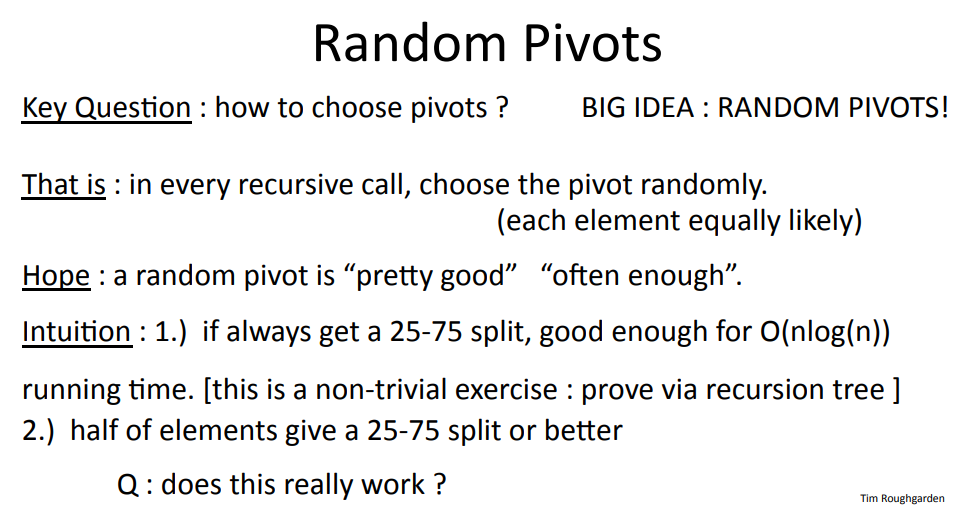 Random Pivots
Key Question : how to choose pivots ? BIG IDEA : RANDOM PIVOTS!
That is : in every recursive call, choose the pivot randomly.
(each element equally likely)
Hope : a random pivot is “pretty good” “often enough”.
Intuition : 1.) if always get a 25-75 split, good enough for O(nlog(n))
running time. [this is a non-trivial exercise : prove via recursion tree ]
2.) half of elements give a 25-75 split or better
Q : does this really work ?
Tim Roughgarden